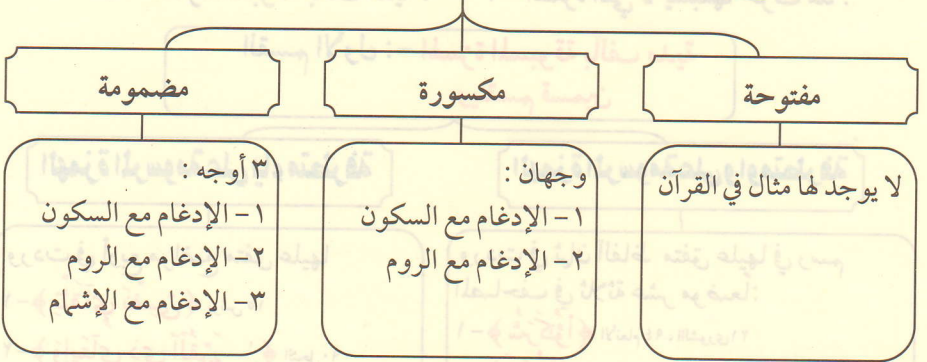 مفتوحة
لا يوجد لها مثال في القرآن
مكسورة
وجهان :
١- الإدغام مع السكون
٢- الإدغام مع الروم
مضمومة
٣ أوجه :
١- الإدغام مع السكون
٢- الإدغام مع الروم
٣- الإدغام مع الإشمام